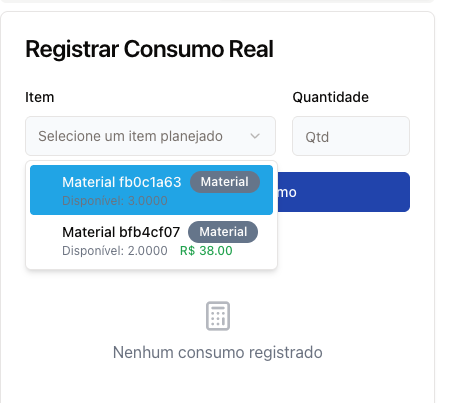 Registrar Consumo Real
Item
Quantidade
Selecione um item planejado
Qtd
Material fb0c1a63 Material
Disponível: 3.0000
mo
Material bfb4cf07 Material
Disponível: 2.0000 R$ 38.00
Nenhum consumo registrado